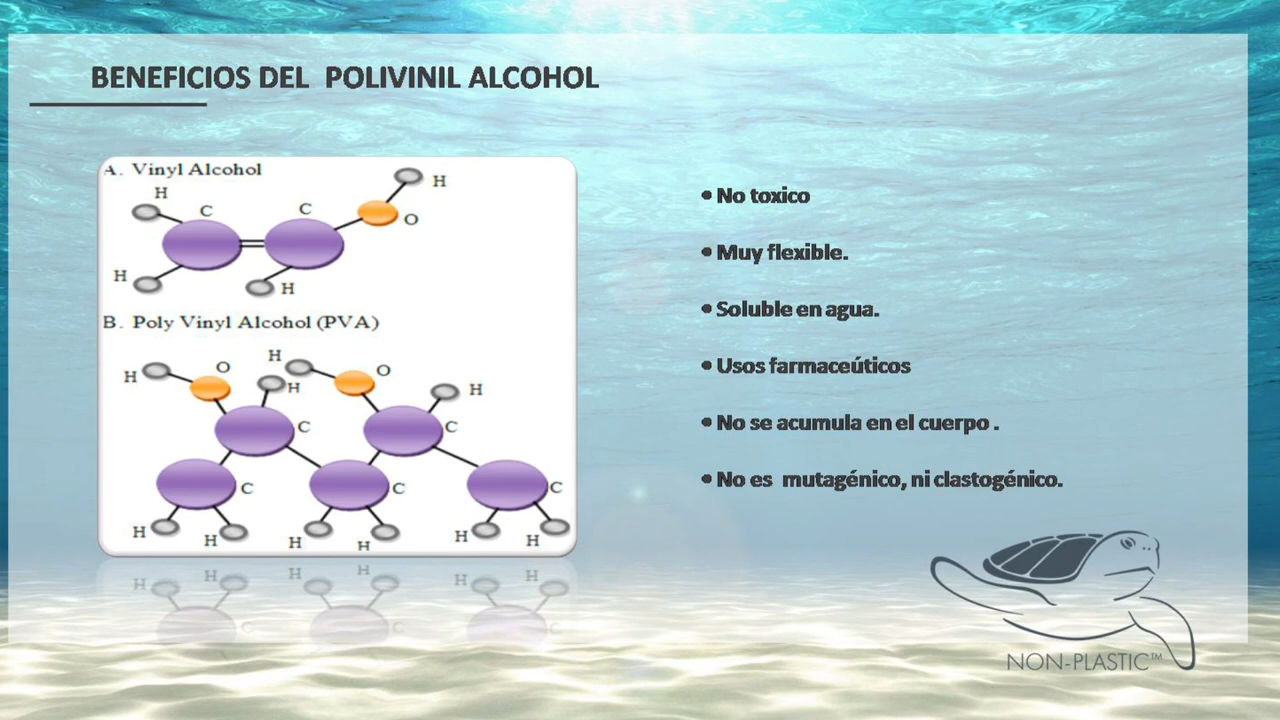 BENEFICIOS DEL POLIVINIL ALCOHOL
A. Vinyl Alcohol
H
H
C
C
O
H
H
B. Poly Vinyl Alcohol (PVA)
H
O
H
H
O
H
C
C
C
C
C
H
H
H
H
H
H
• No toxico
• Muy flexible.
• Soluble en agua.
• Usos farmaceúticos
• No se acumula en el cuerpo .
• No es mutagénico, ni clastogénico.
NON-PLASTIC™